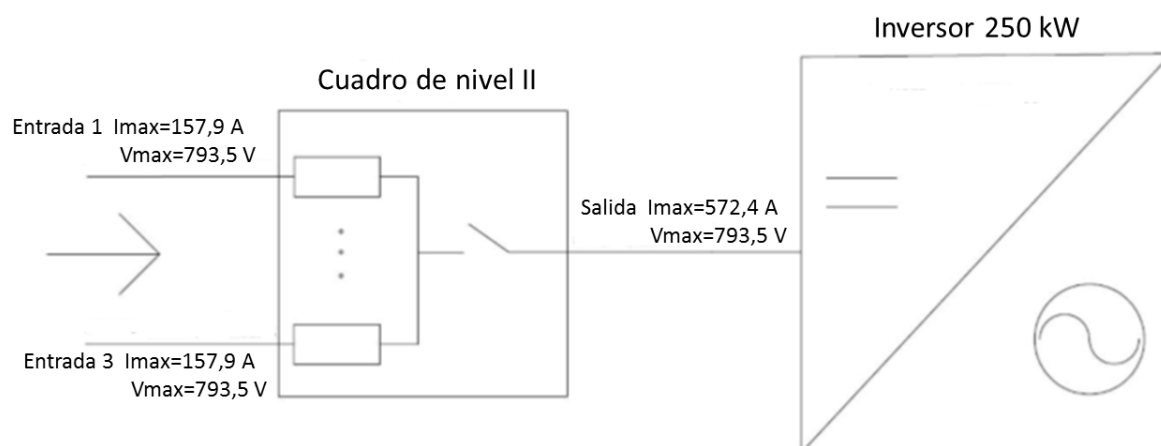 Inversor 250 kW
Cuadro de nivel II
Entrada 1 Imax=157,9 A
Vmax=793,5 V
Salida Imax=572,4 A
Vmax=793,5 V
Entrada 3 Imax=157,9 A
Vmax=793,5 V